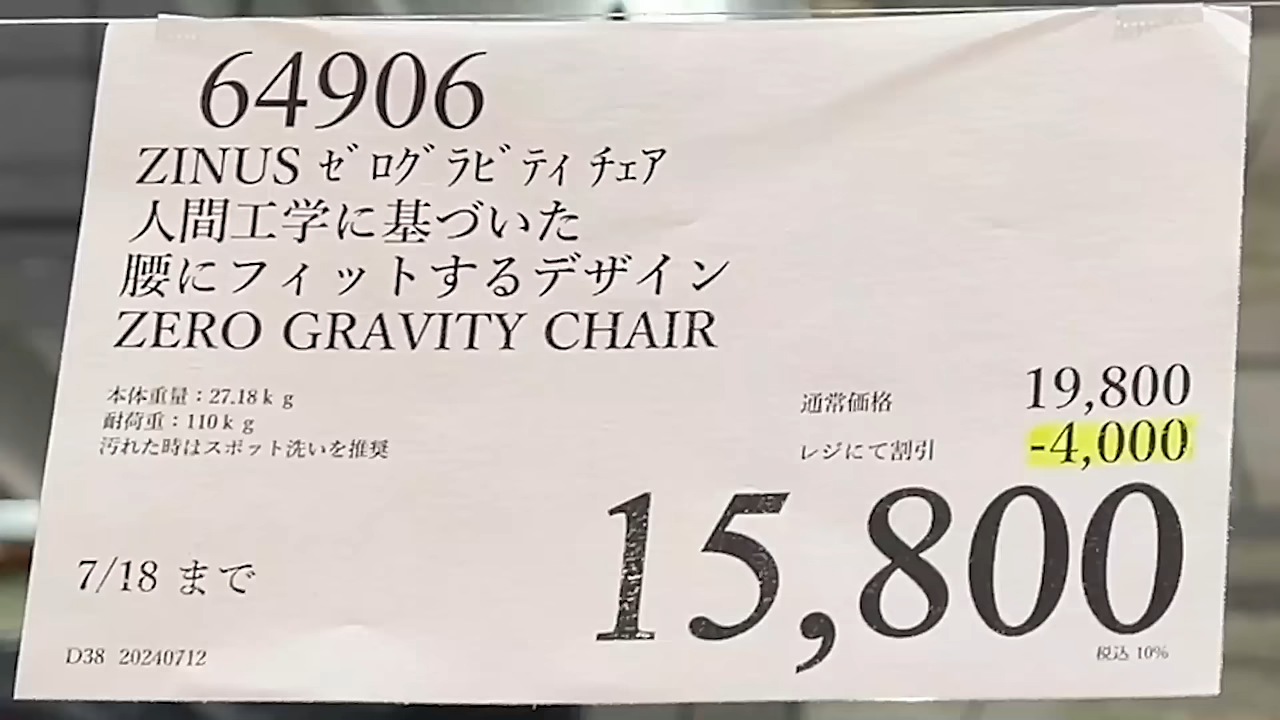 64906
ZINUS ｾﾞﾛｸﾞﾗﾋﾞﾃｨﾁｪｱ
人間工学に基づいた
腰にフィットするデザイン
ZERO GRAVITY CHAIR
本体重量：27.18ｋｇ
耐荷重：110ｋｇ
汚れた時はスポット洗いを推奨
通常価格 19,800
レジにて割引 -4,000
15,800
税込 10%
7/18 まで
D38 20240712